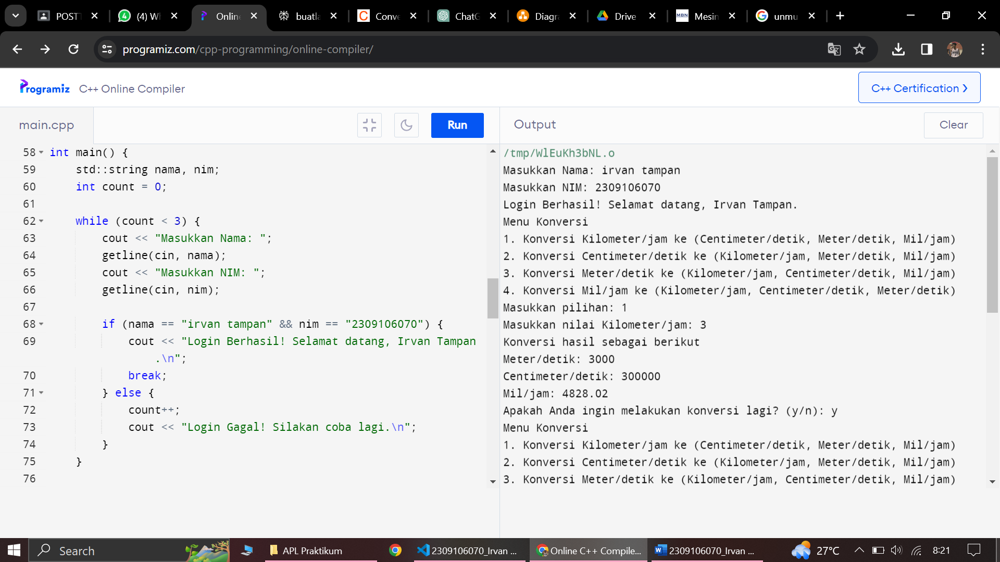 POST
(4) W
Onlin
buatla
Conve
ChatG
Diagra
Drive
Mesin
unmu
programiz.com/cpp-programming/online-compiler/
Programiz C++ Online Compiler
C++ Certification
main.cpp
Run
Output
Clear
58 int main() {
59 std::string nama, nim;
60 int count = 0;
61
62 while (count < 3) {
63 cout << "Masukkan Nama: ";
64 getline(cin, nama);
65 cout << "Masukkan NIM: ";
66 getline(cin, nim);
67
68 if (nama == "irvan tampan" && nim == "2309106070") {
69 cout << "Login Berhasil! Selamat datang, Irvan Tampan
.\n";
70 break;
71 } else {
72 count++;
73 cout << "Login Gagal! Silakan coba lagi.\n";
74 }
75 }
76
/tmp/WlEuKh3bNL.o
Masukkan Nama: irvan tampan
Masukkan NIM: 2309106070
Login Berhasil! Selamat datang, Irvan Tampan.
Menu Konversi
1. Konversi Kilometer/jam ke (Centimeter/detik, Meter/detik, Mil/jam)
2. Konversi Centimeter/detik ke (Kilometer/jam, Meter/detik, Mil/jam)
3. Konversi Meter/detik ke (Kilometer/jam, Centimeter/detik, Mil/jam)
4. Konversi Mil/jam ke (Kilometer/jam, Centimeter/detik, Meter/detik)
Masukkan pilihan: 1
Masukkan nilai Kilometer/jam: 3
Konversi hasil sebagai berikut
Meter/detik: 3000
Centimeter/detik: 300000
Mil/jam: 4828.02
Apakah Anda ingin melakukan konversi lagi? (y/n): y
Menu Konversi
1. Konversi Kilometer/jam ke (Centimeter/detik, Meter/detik, Mil/jam)
2. Konversi Centimeter/detik ke (Kilometer/jam, Meter/detik, Mil/jam)
3. Konversi Meter/detik ke (Kilometer/jam, Centimeter/detik, Mil/jam)
Search
APL Praktikum
2309106070_Irvan ...
Online C++ Compile...
2309106070_Irvan ...
27°C
8:21